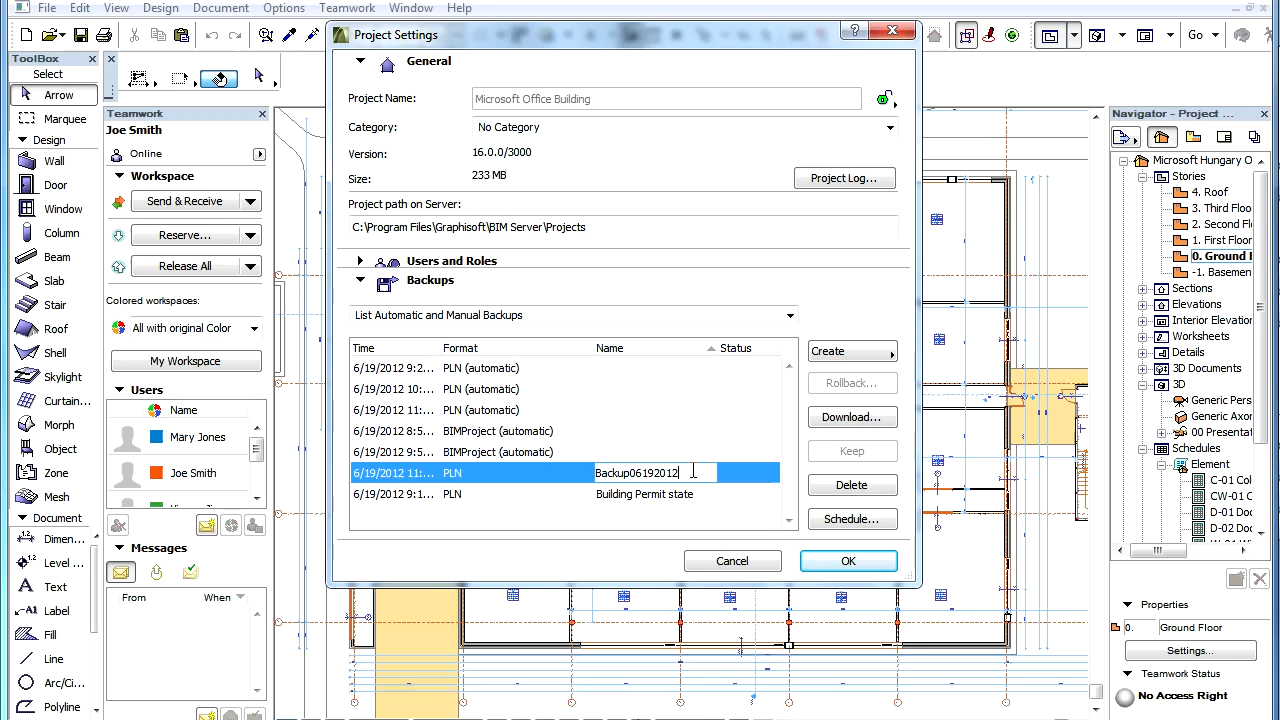 File Edit View Design Document Options Teamwork Window Help
Go
ToolBox
Select
Arrow
Marquee
Design
Wall
Door
Window
Column
Beam
Slab
Stair
Roof
Shell
Skylight
Curtain...
Morph
Object
Zone
Mesh
Document
Dimen...
Level ...
Text
Label
Fill
Line
Arc/Ci...
Polyline
Teamwork
Joe Smith
Online
Workspace
Send & Receive
Reserve...
Release All
Colored workspaces:
All with original Color
My Workspace
Users
Name
Mary Jones
Joe Smith
Messages
From When
Project Settings
General
Project Name: Microsoft Office Building
Category: No Category
Version: 16.0.0/3000
Size: 233 MB
Project Log...
Project path on Server:
C:\Program Files\Graphisoft\BIM Server\Projects
Users and Roles
Backups
List Automatic and Manual Backups
Time Format Name Status
6/19/2012 9:2... PLN (automatic)
6/19/2012 10:... PLN (automatic)
6/19/2012 11:... PLN (automatic)
6/19/2012 8:5... BIMProject (automatic)
6/19/2012 9:5... BIMProject (automatic)
6/19/2012 11:... PLN Backup06192012
6/19/2012 9:1... PLN Building Permit state
Create
Rollback...
Download...
Keep
Delete
Schedule...
Cancel
OK
Navigator - Project ...
Microsoft Hungary O
Stories
4. Roof
3. Third Floo
2. Second Fl
1. First Floor
0. Ground F
-1. Basemen
Sections
Elevations
Interior Elevatior
Worksheets
Details
3D Documents
3D
Generic Pers
Generic Axor
00 Presentat
Schedules
Element
C-01 Col
CW-01 C
D-01 Doo
D-02 Doo
Properties
0. Ground Floor
Settings...
Teamwork Status
No Access Right